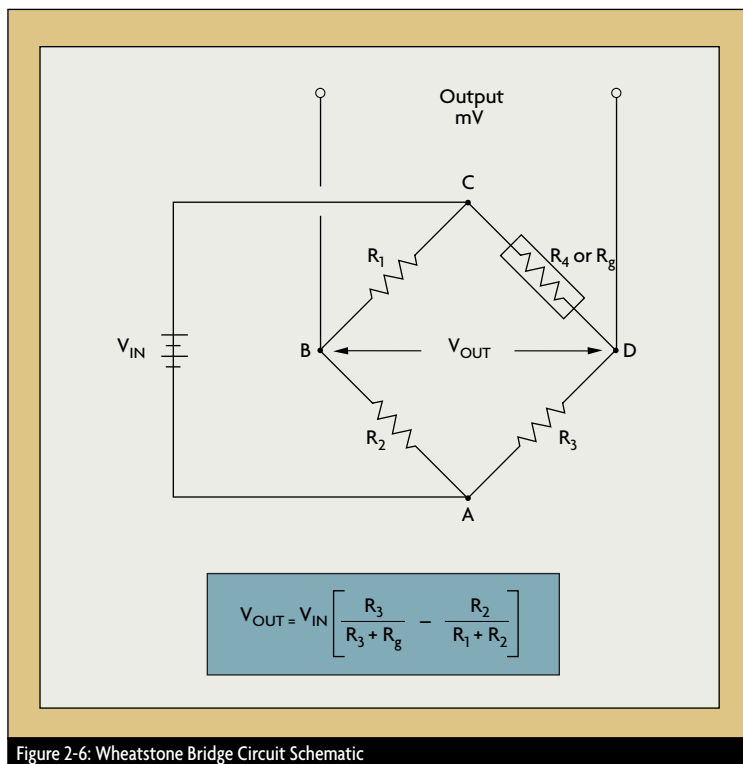 Output
mV
C
R1
R4 or Rg
VIN
B
VOUT
D
R2
R3
A
VOUT = VIN [ R3 / (R3 + Rg) − R2 / (R1 + R2) ]
Figure 2-6: Wheatstone Bridge Circuit Schematic